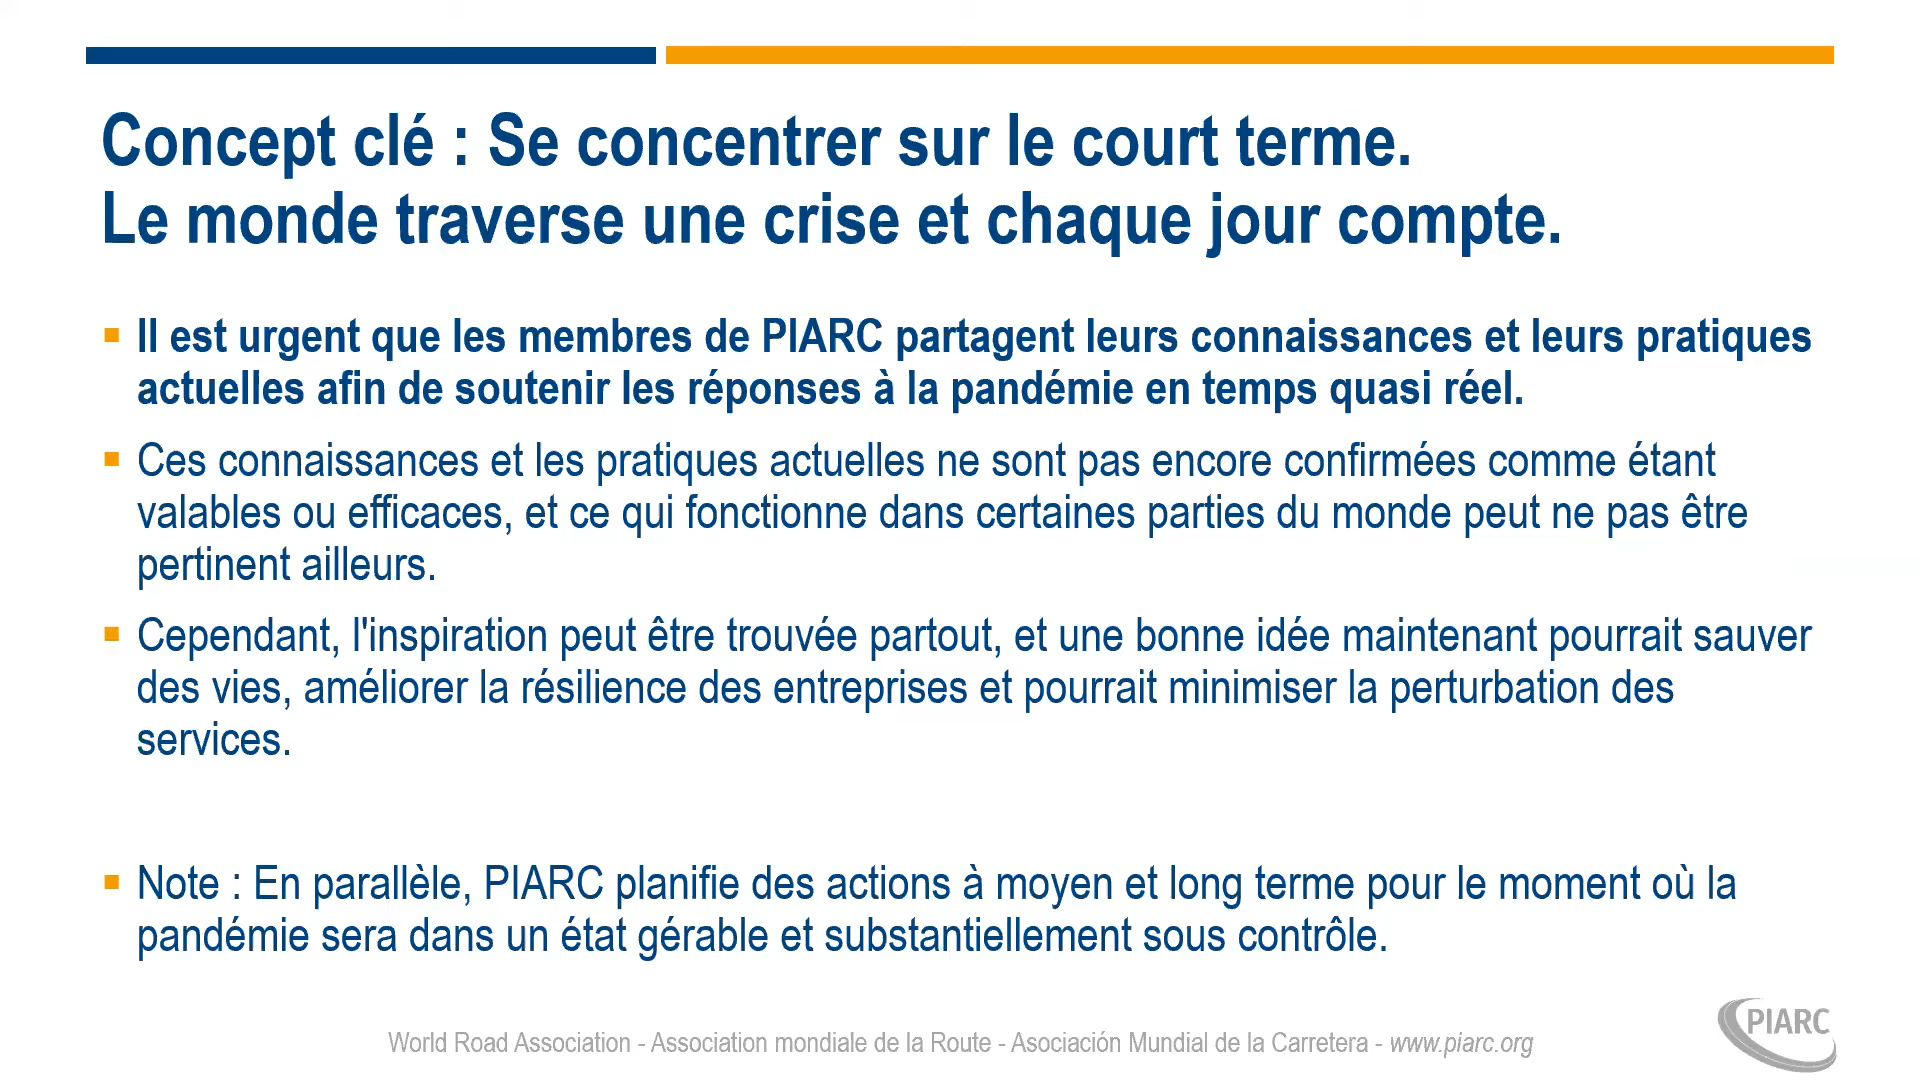 Concept clé : Se concentrer sur le court terme.
Le monde traverse une crise et chaque jour compte.
Il est urgent que les membres de PIARC partagent leurs connaissances et leurs pratiques
actuelles afin de soutenir les réponses à la pandémie en temps quasi réel.
Ces connaissances et les pratiques actuelles ne sont pas encore confirmées comme étant
valables ou efficaces, et ce qui fonctionne dans certaines parties du monde peut ne pas être
pertinent ailleurs.
Cependant, l'inspiration peut être trouvée partout, et une bonne idée maintenant pourrait sauver
des vies, améliorer la résilience des entreprises et pourrait minimiser la perturbation des
services.
Note : En parallèle, PIARC planifie des actions à moyen et long terme pour le moment où la
pandémie sera dans un état gérable et substantiellement sous contrôle.
World Road Association - Association mondiale de la Route - Asociación Mundial de la Carretera - www.piarc.org
PIARC